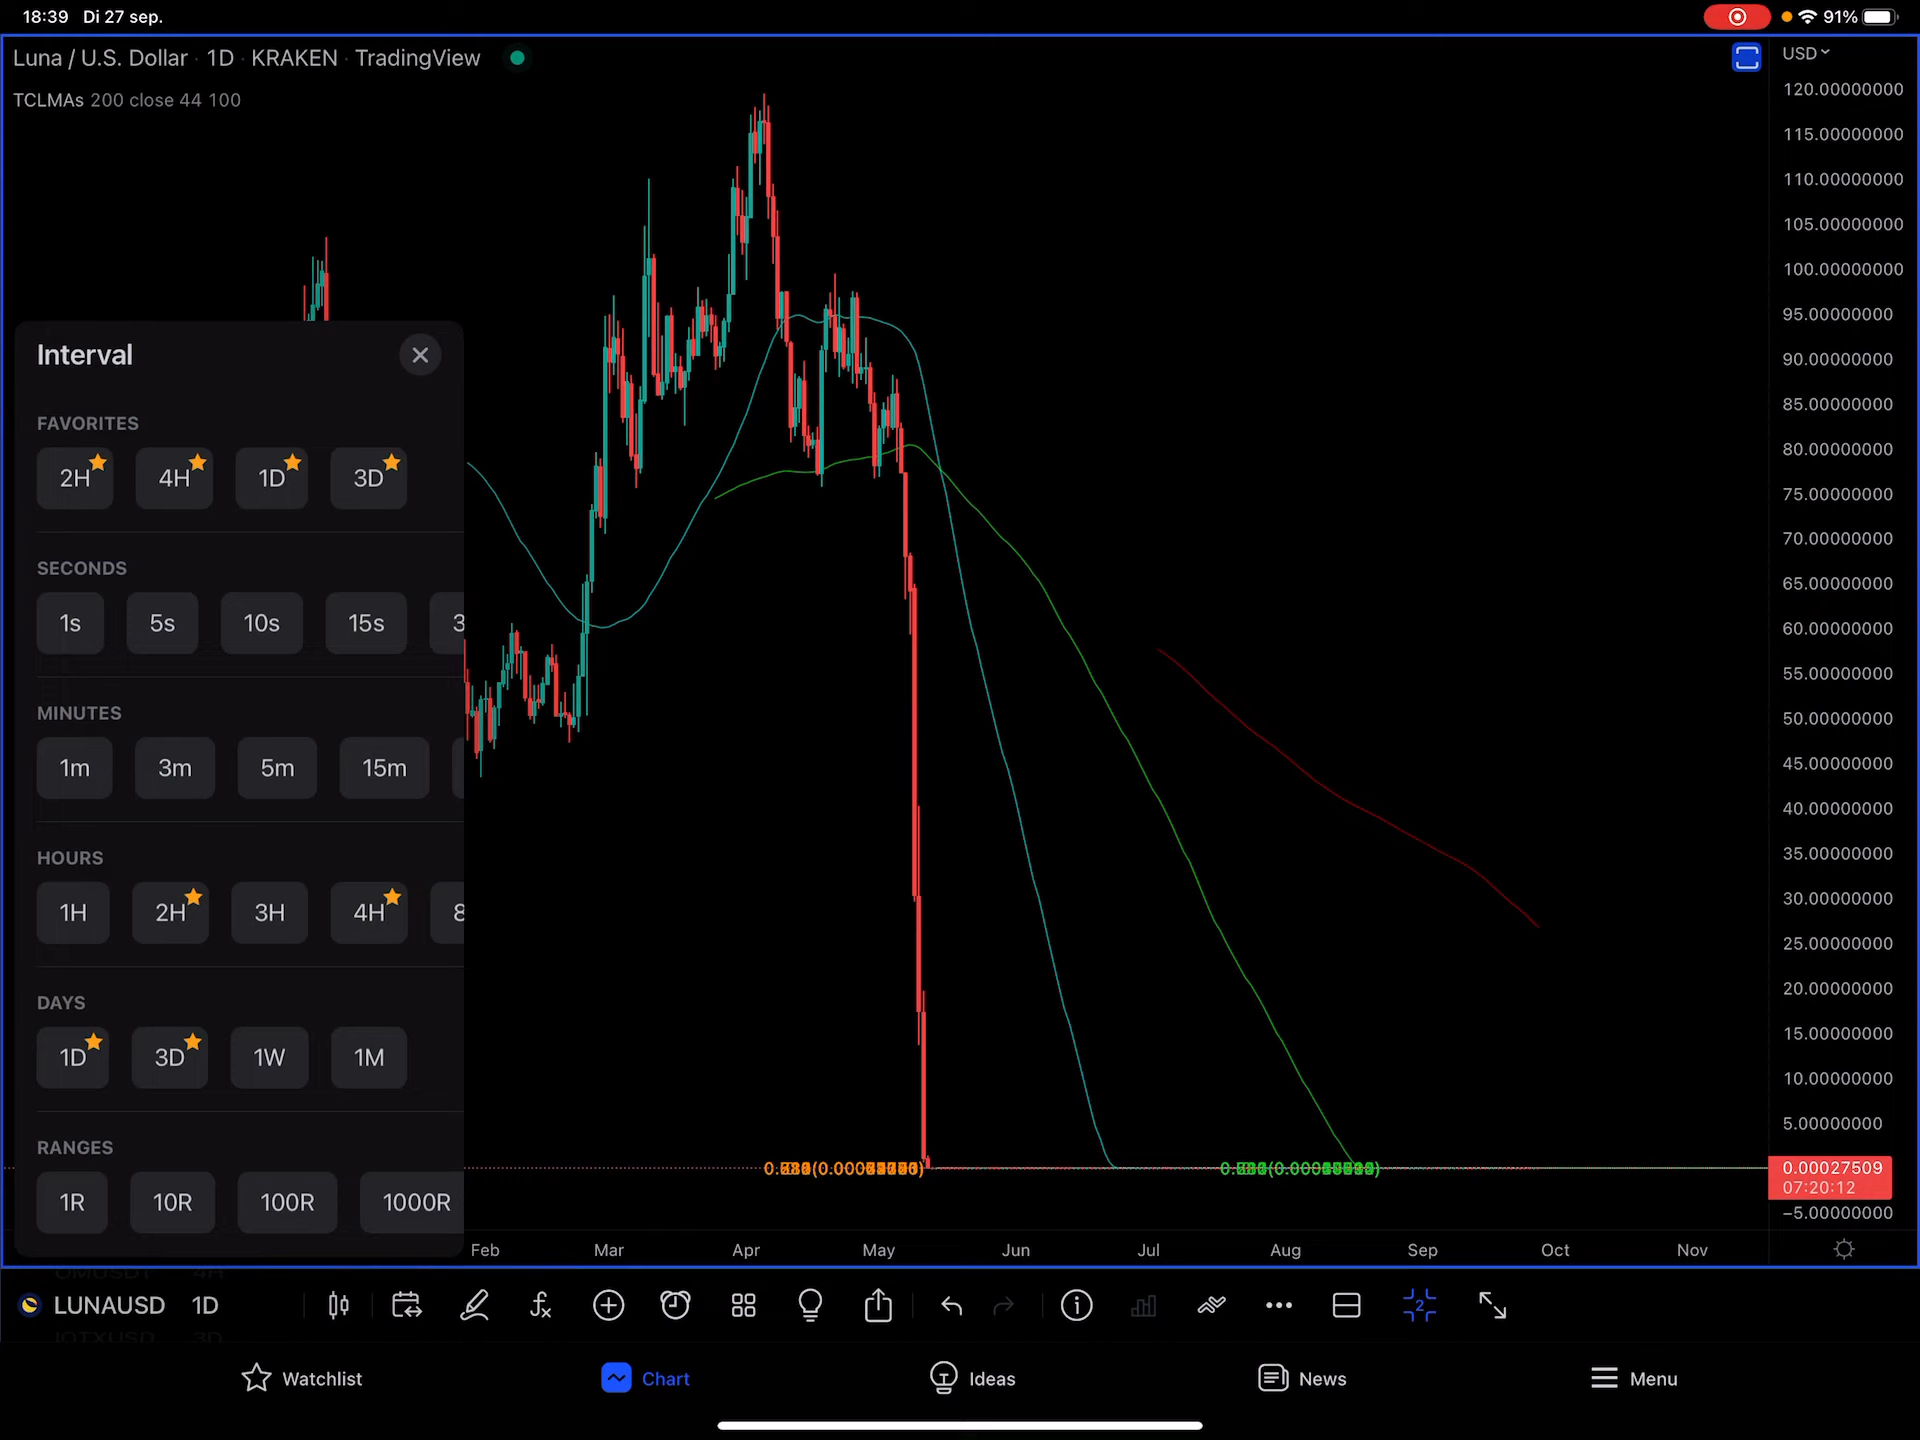 18:39 Di 27 sep.
91%
Luna / U.S. Dollar · 1D · KRAKEN · TradingView
USD
TCLMAs 200 close 44 100
120.00000000
115.00000000
110.00000000
105.00000000
100.00000000
95.00000000
90.00000000
85.00000000
80.00000000
75.00000000
70.00000000
65.00000000
60.00000000
55.00000000
50.00000000
45.00000000
40.00000000
35.00000000
30.00000000
25.00000000
20.00000000
15.00000000
10.00000000
5.00000000
0.00027509
07:20:12
−5.00000000
Interval
FAVORITES
2H 4H 1D 3D
SECONDS
1s 5s 10s 15s 3
MINUTES
1m 3m 5m 15m
HOURS
1H 2H 3H 4H 8
DAYS
1D 3D 1W 1M
RANGES
1R 10R 100R 1000R
Feb Mar Apr May Jun Jul Aug Sep Oct Nov
LUNAUSD 1D
2
Watchlist
Chart
Ideas
News
Menu